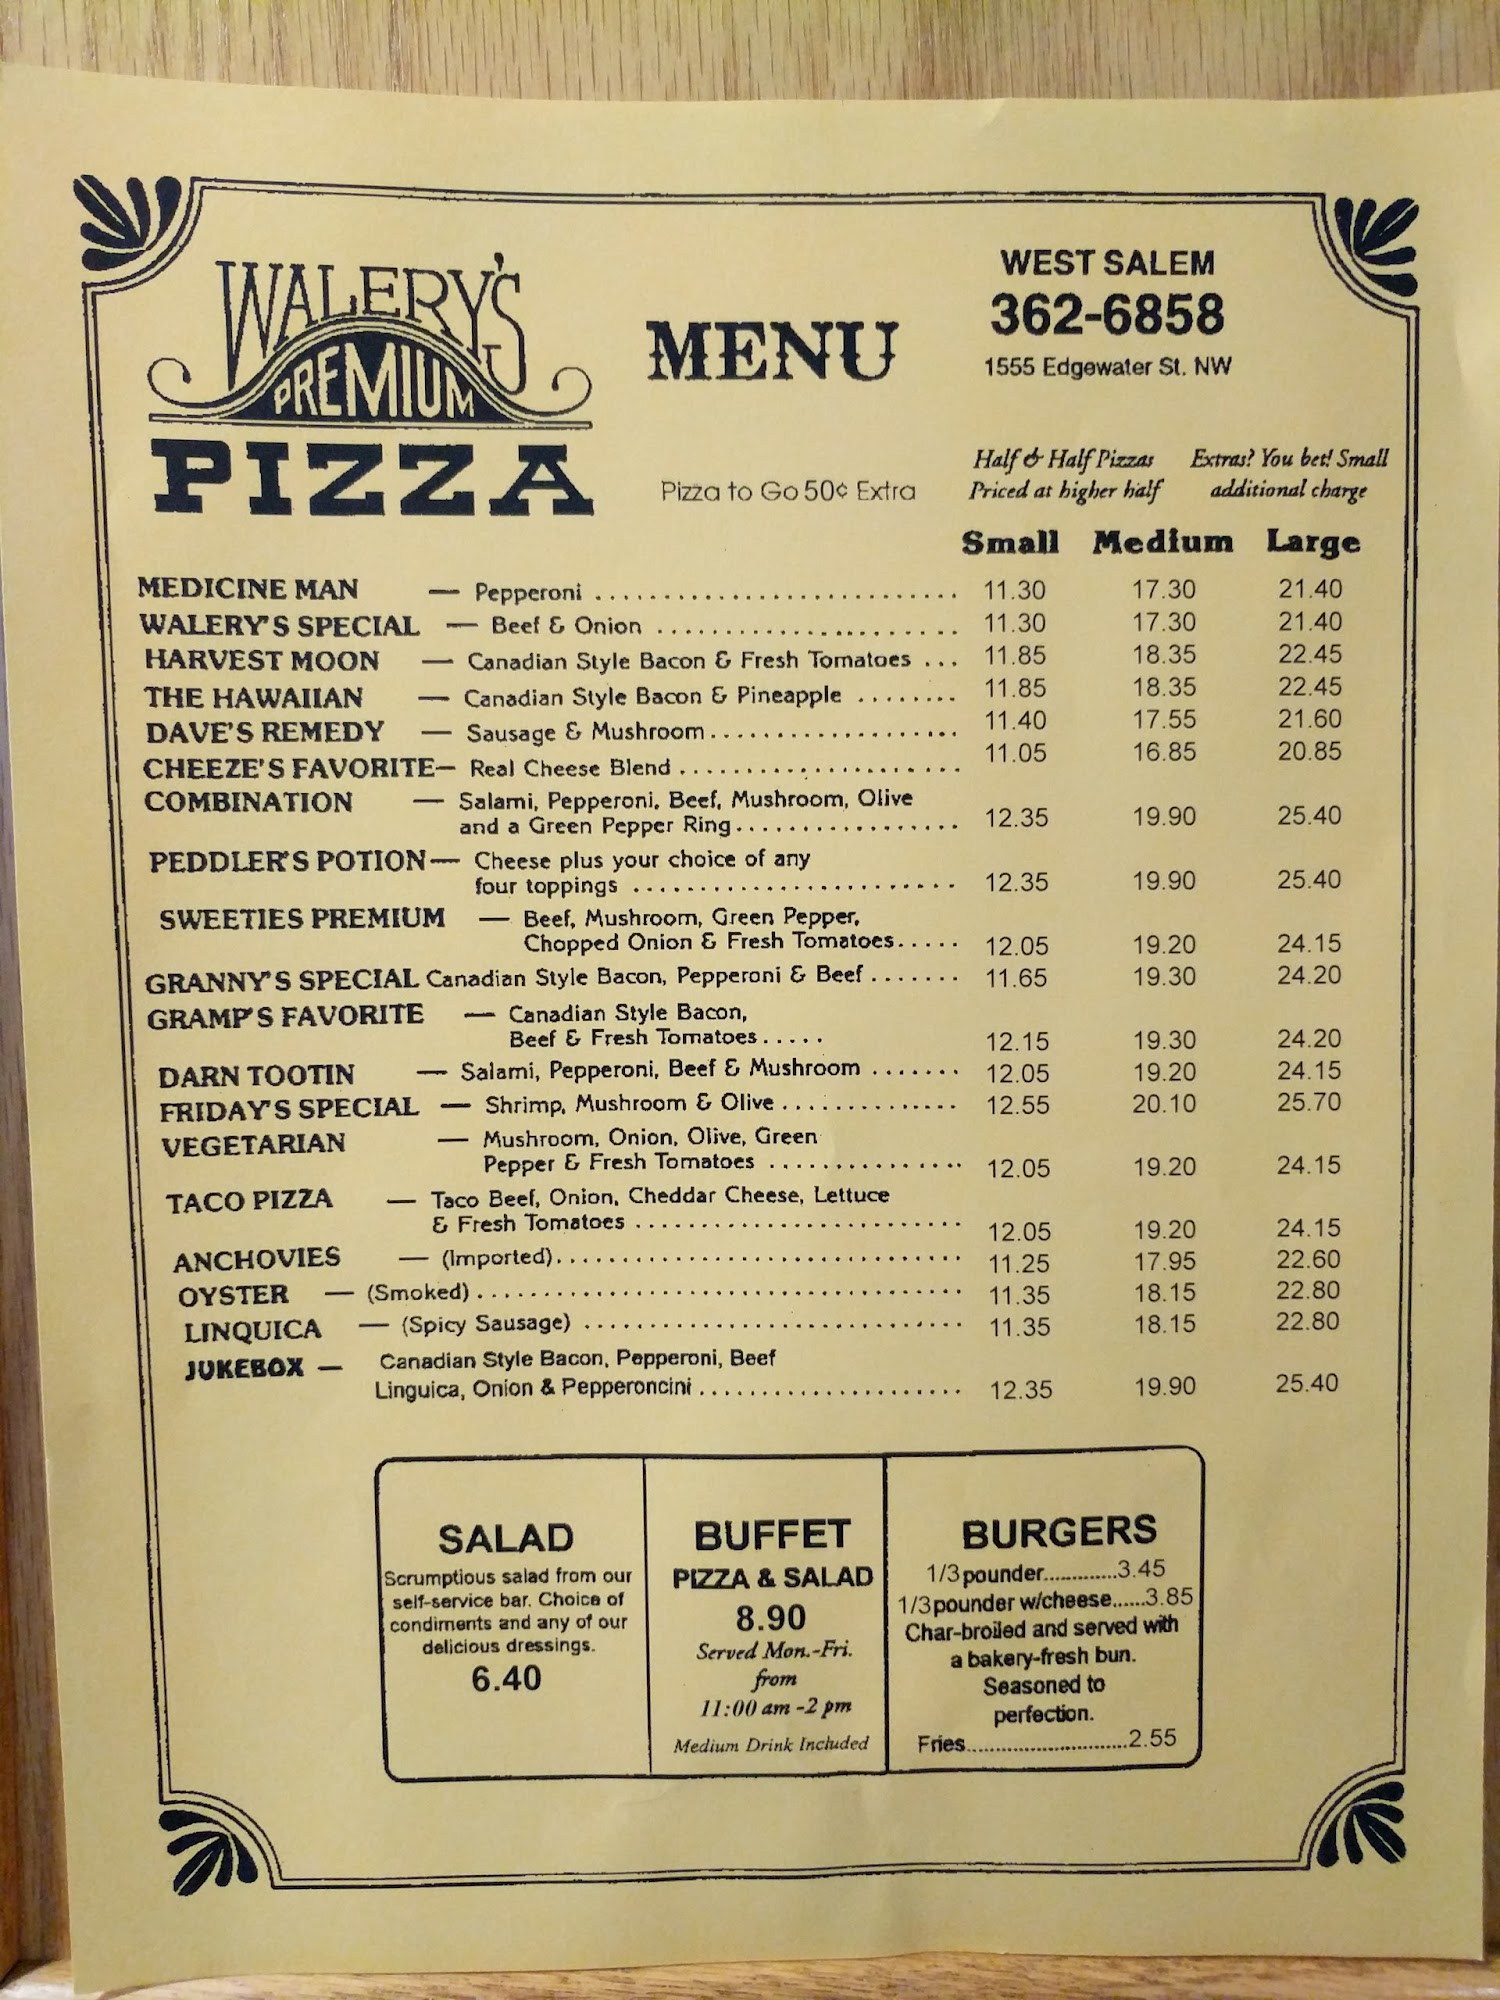 WALERY'S
PREMIUM
PIZZA
MENU
WEST SALEM
362-6858
1555 Edgewater St. NW
Pizza to Go 50¢ Extra
Half & Half Pizzas
Priced at higher half
Extras? You bet! Small
additional charge
Small Medium Large
MEDICINE MAN — Pepperoni 11.30 17.30 21.40
WALERY'S SPECIAL — Beef & Onion 11.30 17.30 21.40
HARVEST MOON — Canadian Style Bacon & Fresh Tomatoes ... 11.85 18.35 22.45
THE HAWAIIAN — Canadian Style Bacon & Pineapple ........ 11.85 18.35 22.45
DAVE'S REMEDY — Sausage & Mushroom 11.40 17.55 21.60
CHEEZE'S FAVORITE — Real Cheese Blend 11.05 16.85 20.85
COMBINATION — Salami, Pepperoni, Beef, Mushroom, Olive
and a Green Pepper Ring 12.35 19.90 25.40
PEDDLER'S POTION — Cheese plus your choice of any
four toppings 12.35 19.90 25.40
SWEETIES PREMIUM — Beef, Mushroom, Green Pepper,
Chopped Onion & Fresh Tomatoes..... 12.05 19.20 24.15
GRANNY'S SPECIAL Canadian Style Bacon, Pepperoni & Beef ....... 11.65 19.30 24.20
GRAMP'S FAVORITE — Canadian Style Bacon,
Beef & Fresh Tomatoes ..... 12.15 19.30 24.20
DARN TOOTIN — Salami, Pepperoni, Beef & Mushroom ....... 12.05 19.20 24.15
FRIDAY'S SPECIAL — Shrimp, Mushroom & Olive 12.55 20.10 25.70
VEGETARIAN — Mushroom, Onion, Olive, Green
Pepper & Fresh Tomatoes 12.05 19.20 24.15
TACO PIZZA — Taco Beef, Onion, Cheddar Cheese, Lettuce
& Fresh Tomatoes 12.05 19.20 24.15
ANCHOVIES — (Imported) 11.25 17.95 22.60
OYSTER — (Smoked) 11.35 18.15 22.80
LINQUICA — (Spicy Sausage) 11.35 18.15 22.80
JUKEBOX — Canadian Style Bacon, Pepperoni, Beef
Linguica, Onion & Pepperoncini 12.35 19.90 25.40
SALAD
Scrumptious salad from our
self-service bar. Choice of
condiments and any of our
delicious dressings.
6.40
BUFFET
PIZZA & SALAD
8.90
Served Mon.-Fri.
from
11:00 am -2 pm
Medium Drink Included
BURGERS
1/3 pounder.............3.45
1/3 pounder w/cheese......3.85
Char-broiled and served with
a bakery-fresh bun.
Seasoned to
perfection.
Fries............................2.55